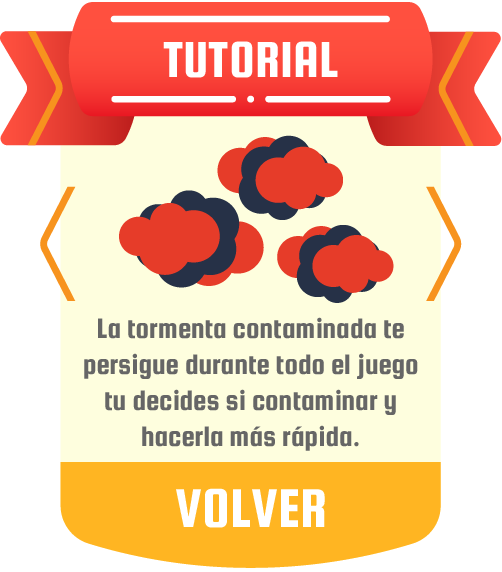 TUTORIAL
La tormenta contaminada te
persigue durante todo el juego
tu decides si contaminar y
hacerla más rápida.
VOLVER